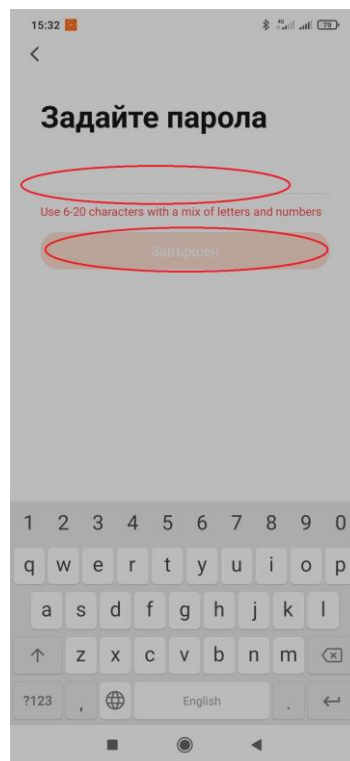 15:32
4G
79
Задайте парола
Use 6-20 characters with a mix of letters and numbers
Завършен
1 2 3 4 5 6 7 8 9 0
q w e r t y u i o p
a s d f g h j k l
z x c v b n m
?123 , English .